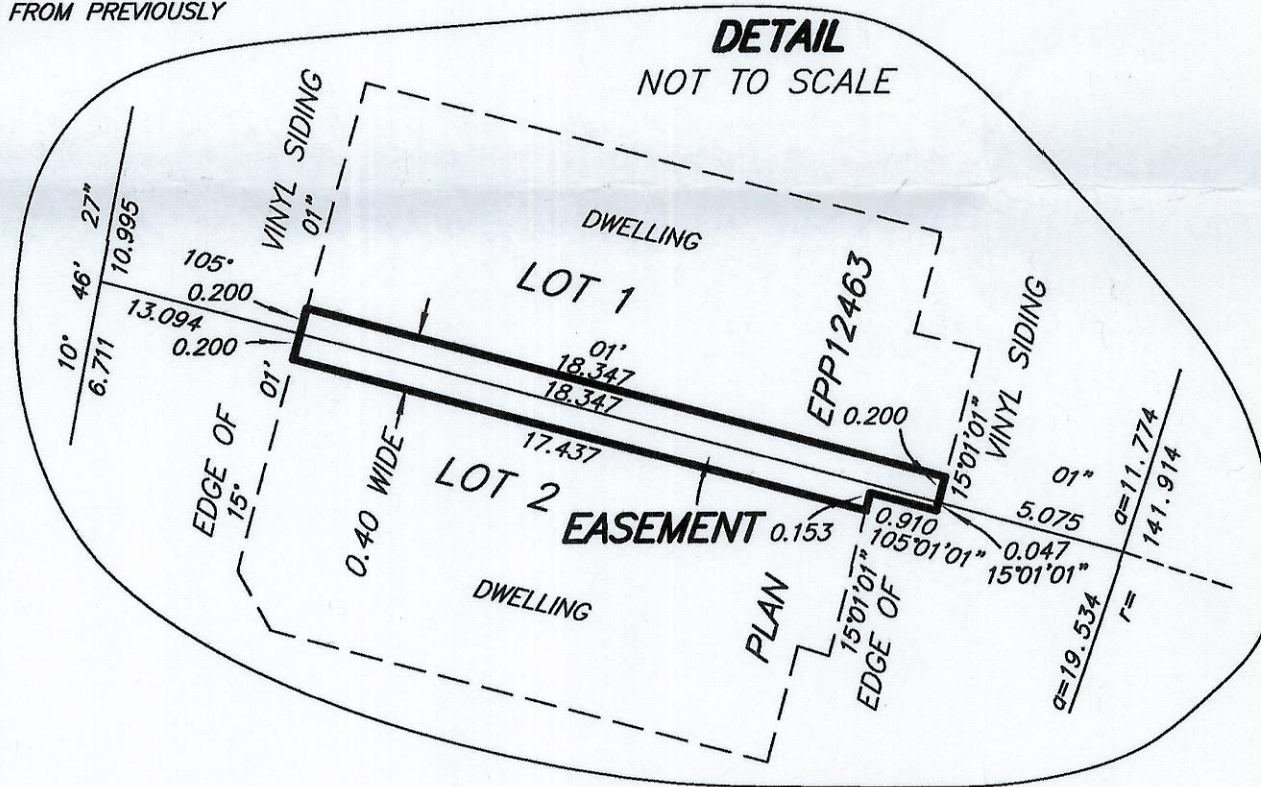 FROM PREVIOUSLY
DETAIL
NOT TO SCALE
VINYL SIDING
01"
10° 46' 27"
10.995
6.711
105°
0.200
13.094
0.200
01'
EDGE OF
15°
DWELLING
LOT 1
01'
18.347
18.347
17.437
0.40 WIDE
LOT 2
EASEMENT
0.153
DWELLING
PLAN
EPP12463
0.200
15°01'01"
VINYL SIDING
0.910
105°01'01"
0.047
15°01'01"
15°01'01"
EDGE OF
01"
5.075
a=11.774
a=19.534
r= 141.914